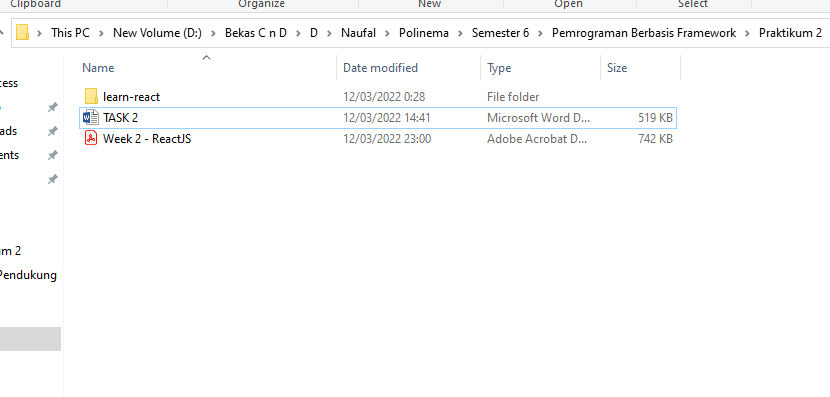 Clipboard Organize New Open Select
This PC > New Volume (D:) > Bekas C n D > D > Naufal > Polinema > Semester 6 > Pemrograman Berbasis Framework > Praktikum 2
Name Date modified Type Size
cess
learn-react 12/03/2022 0:28 File folder
TASK 2 12/03/2022 14:41 Microsoft Word D... 519 KB
ads
Week 2 - ReactJS 12/03/2022 23:00 Adobe Acrobat D... 742 KB
ents
um 2
Pendukung